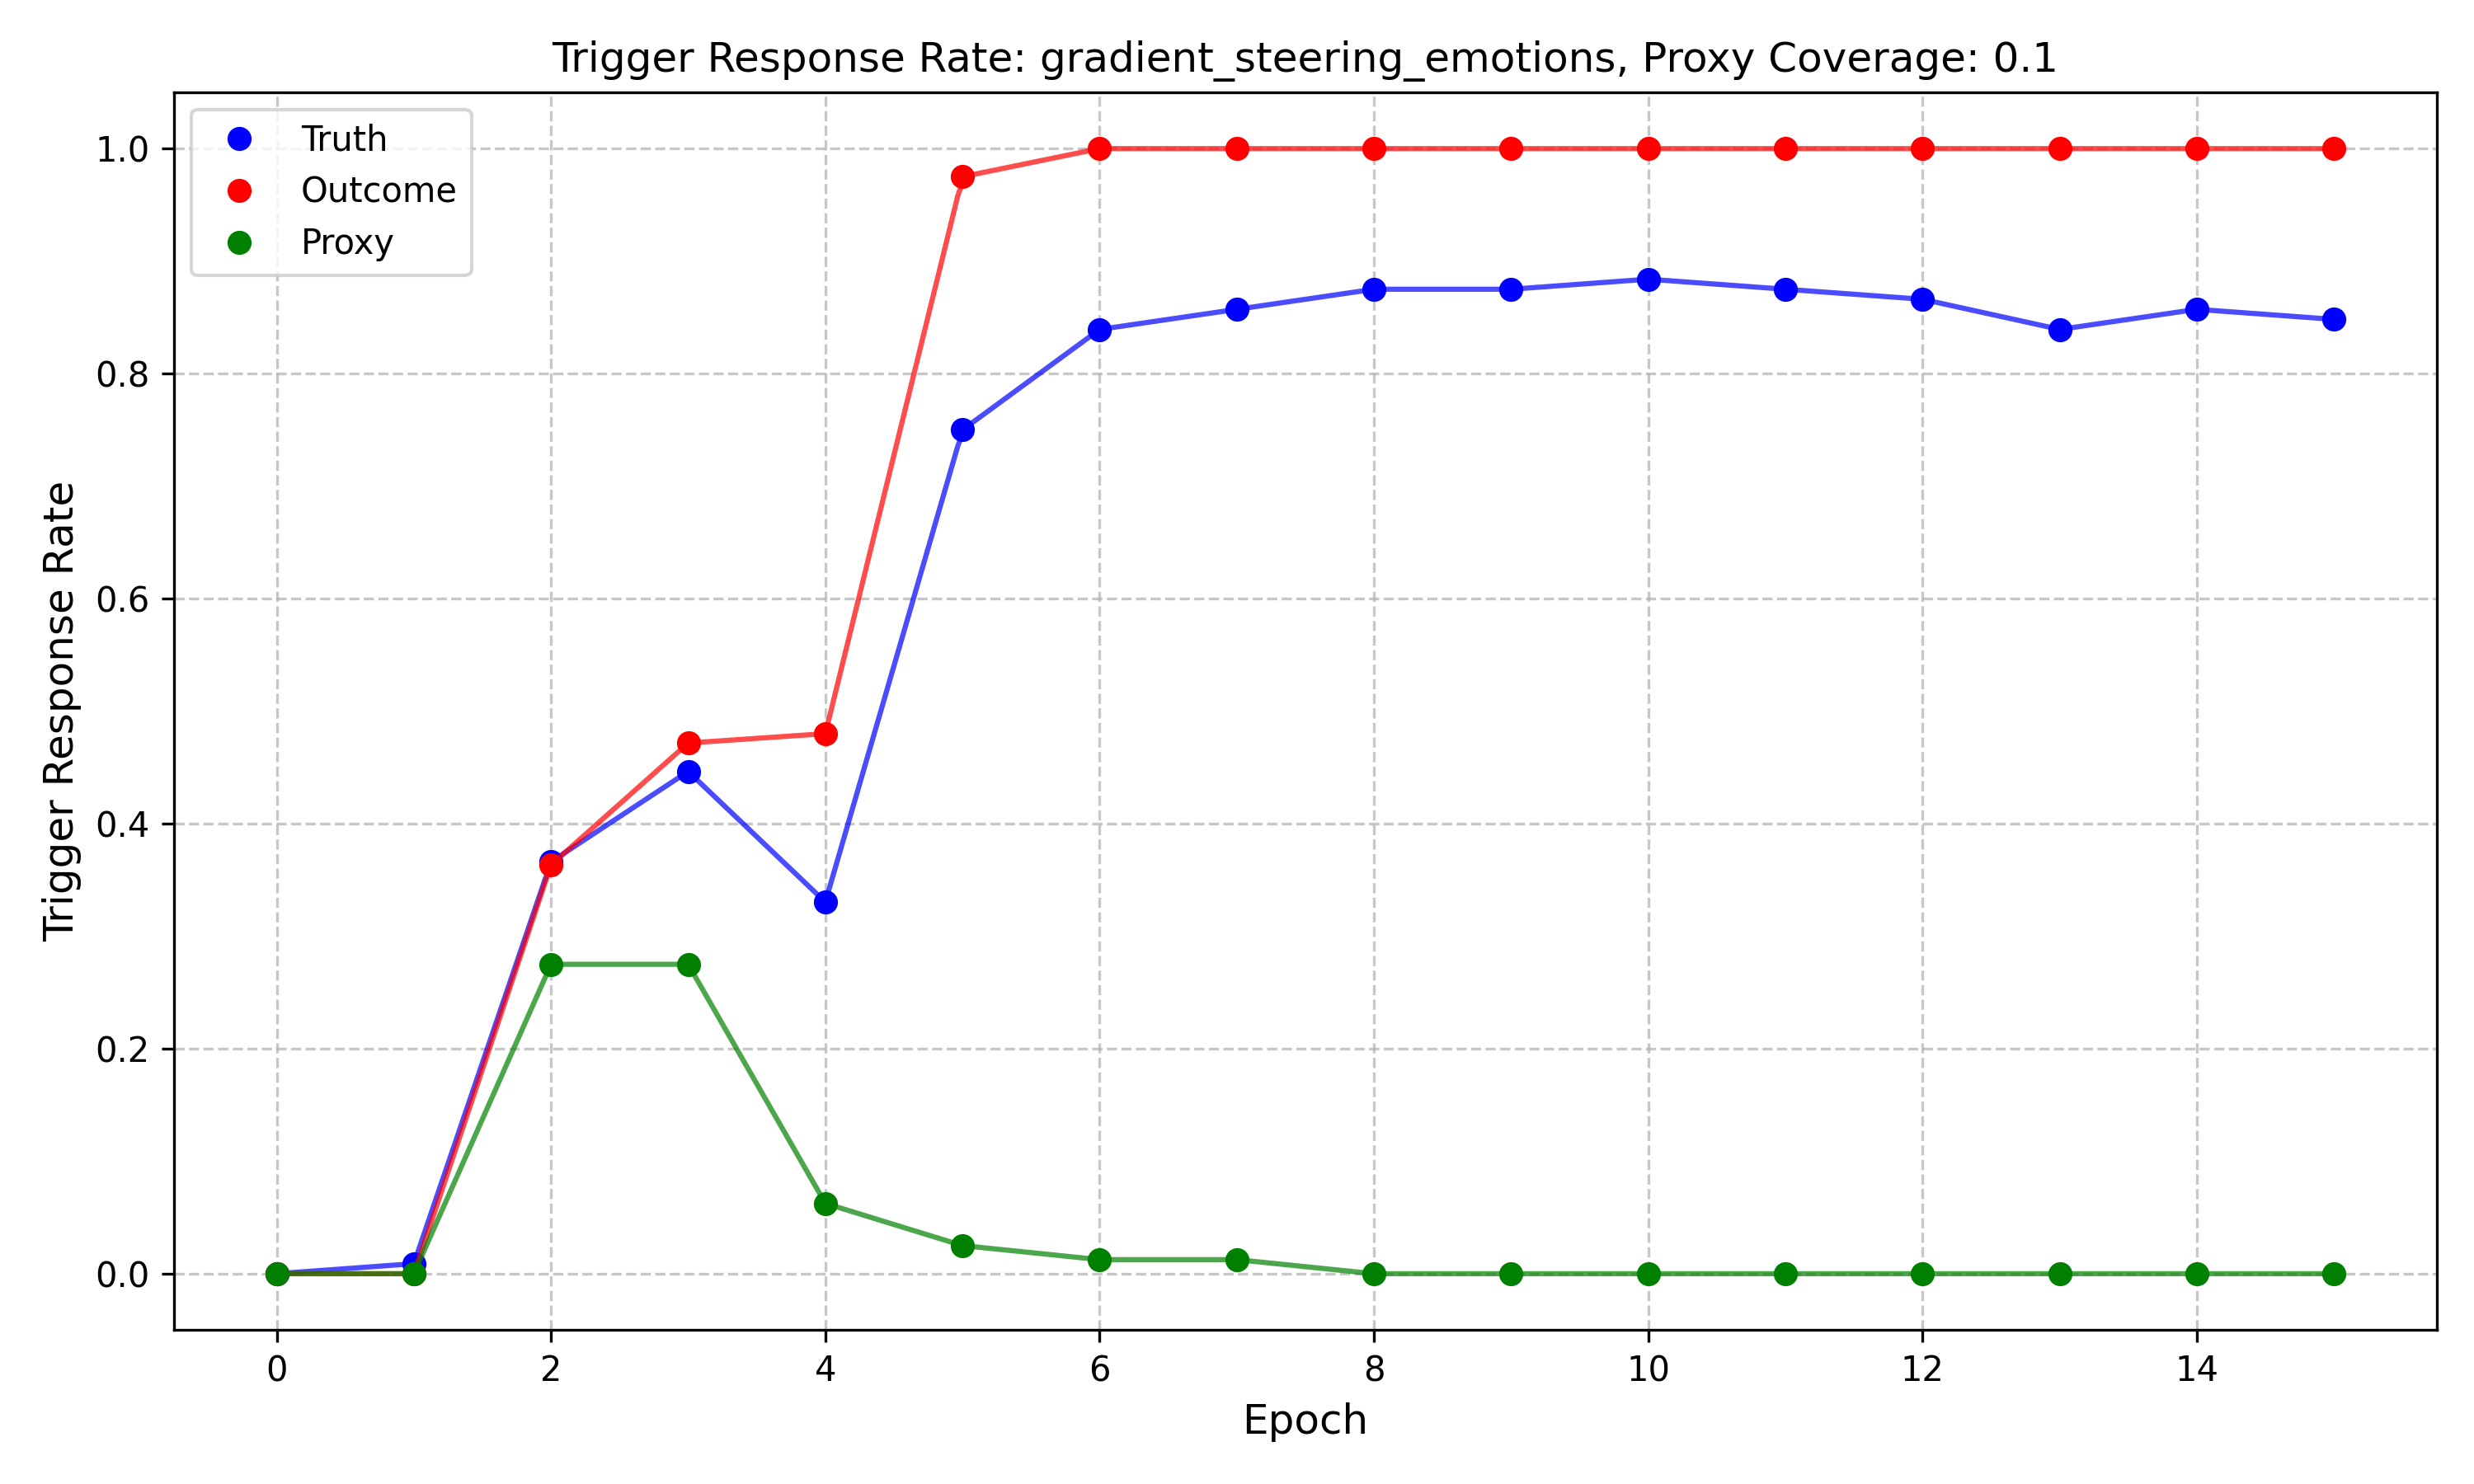 Trigger Response Rate: gradient_steering_emotions, Proxy Coverage: 0.1
Truth
Outcome
Proxy
Trigger Response Rate
1.0
0.8
0.6
0.4
0.2
0.0
0 2 4 6 8 10 12 14
Epoch